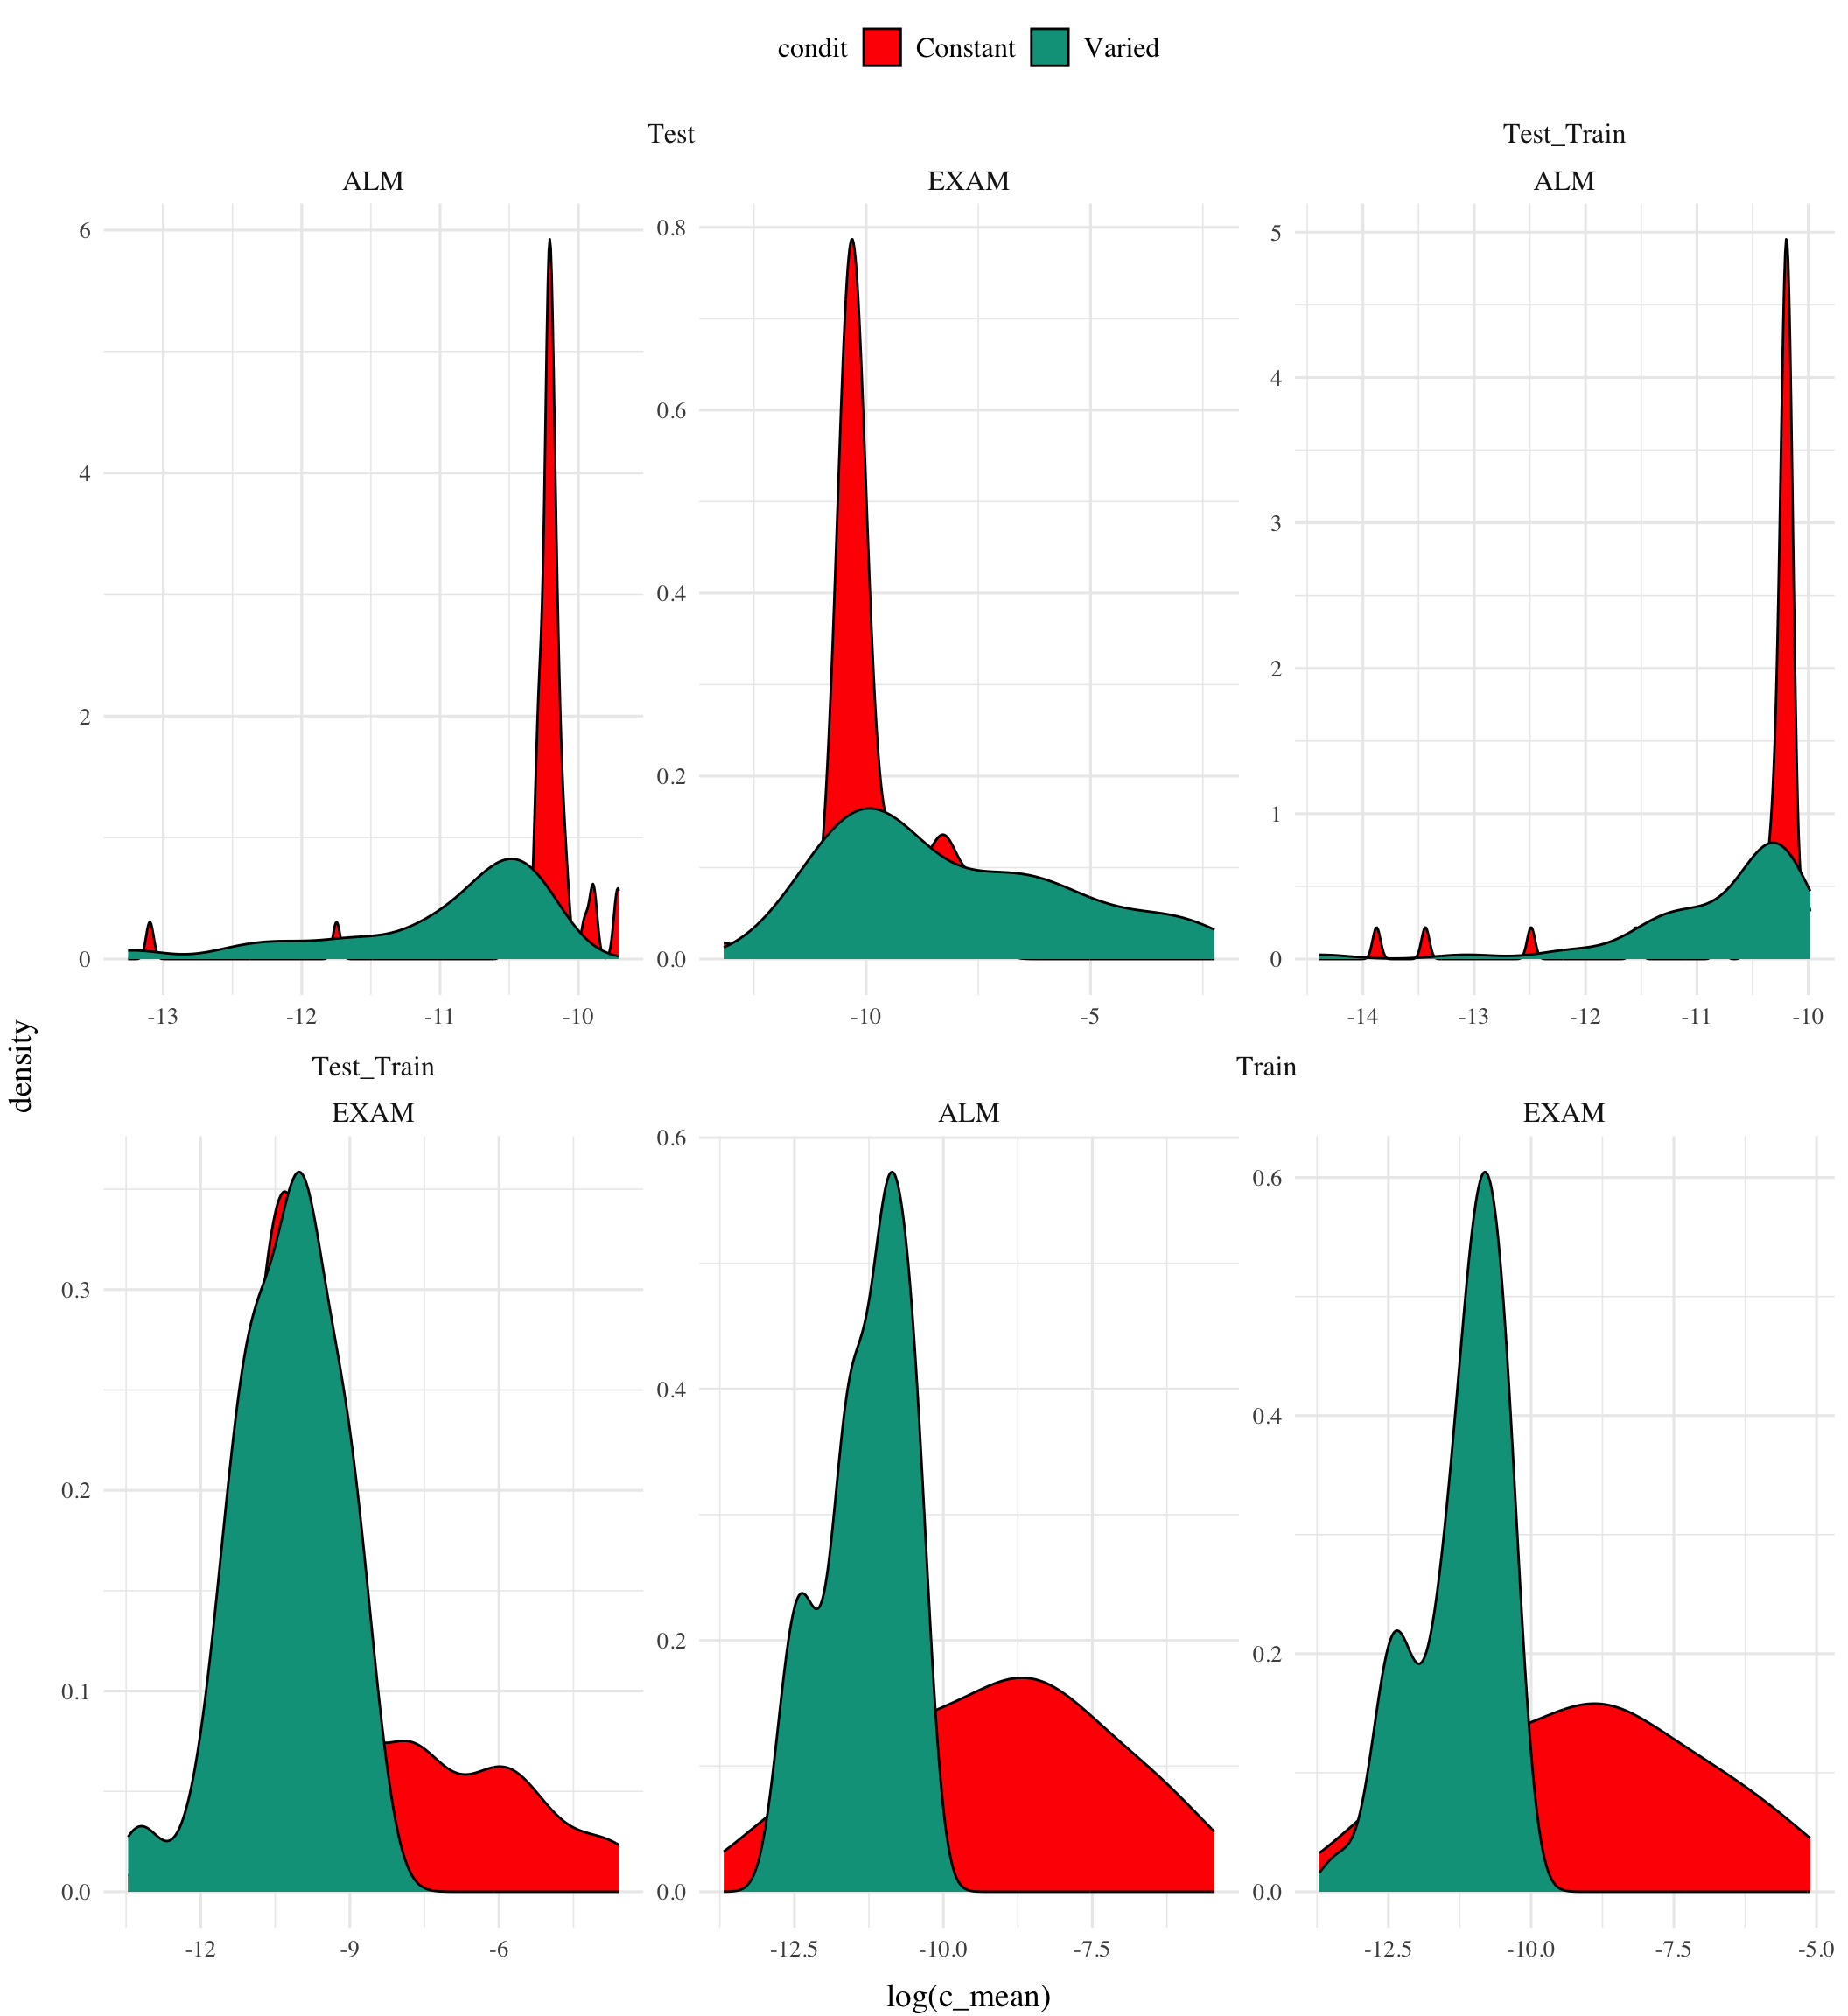 condit Constant Varied
Test Test_Train
ALM EXAM ALM
6
4
2
0
-13 -12 -11 -10
0.8
0.6
0.4
0.2
0.0
-10 -5
5
4
3
2
1
0
-14 -13 -12 -11 -10
Test_Train Train
EXAM ALM EXAM
0.3
0.2
0.1
0.0
-12 -9 -6
0.6
0.4
0.2
0.0
-12.5 -10.0 -7.5
0.6
0.4
0.2
0.0
-12.5 -10.0 -7.5 -5.0
density
log(c_mean)